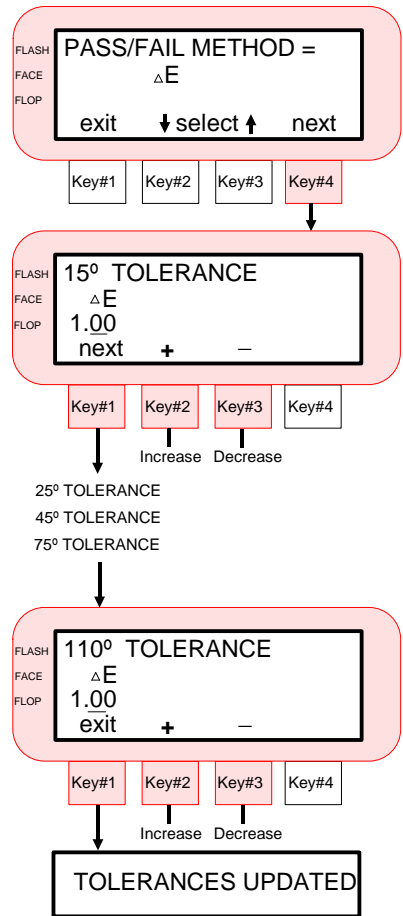 FLASH
FACE
FLOP
PASS/FAIL METHOD =
△E
exit ↓ select ↑ next
Key#1 Key#2 Key#3 Key#4
FLASH
FACE
FLOP
15º TOLERANCE
△E
1.00
next + –
Key#1 Key#2 Key#3 Key#4
Increase Decrease
25º TOLERANCE
45º TOLERANCE
75º TOLERANCE
FLASH
FACE
FLOP
110º TOLERANCE
△E
1.00
exit + –
Key#1 Key#2 Key#3 Key#4
Increase Decrease
TOLERANCES UPDATED